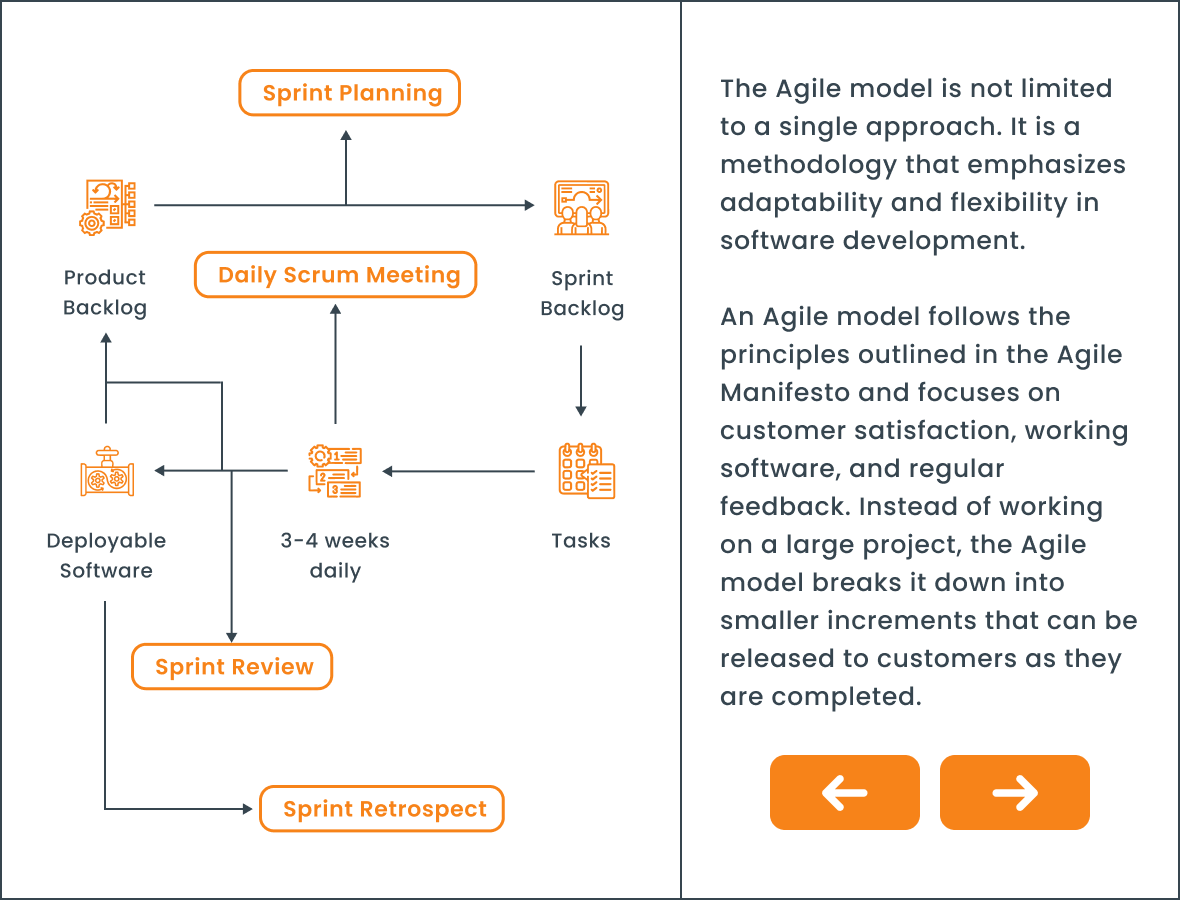 Sprint Planning
Product
Backlog
Daily Scrum Meeting
Sprint
Backlog
Deployable
Software
1
2
3
3-4 weeks
daily
Tasks
Sprint Review
Sprint Retrospect
The Agile model is not limited
to a single approach. It is a
methodology that emphasizes
adaptability and flexibility in
software development.
An Agile model follows the
principles outlined in the Agile
Manifesto and focuses on
customer satisfaction, working
software, and regular
feedback. Instead of working
on a large project, the Agile
model breaks it down into
smaller increments that can be
released to customers as they
are completed.